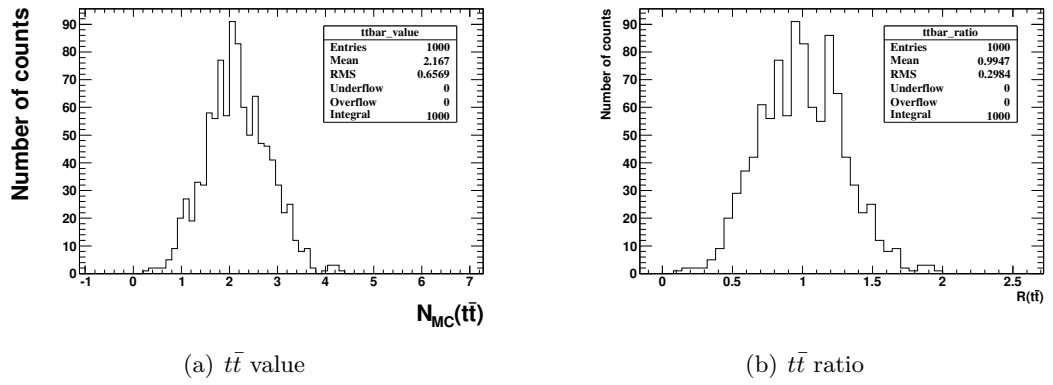 Number of counts
90
80
70
60
50
40
30
20
10
0
-1 0 1 2 3 4 5 6 7
N_MC(tt̄)
ttbar_value
Entries 1000
Mean 2.167
RMS 0.6569
Underflow 0
Overflow 0
Integral 1000
(a) tt̄ value
Number of counts
90
80
70
60
50
40
30
20
10
0
0 0.5 1 1.5 2 2.5
R(tt̄)
ttbar_ratio
Entries 1000
Mean 0.9947
RMS 0.2984
Underflow 0
Overflow 0
Integral 1000
(b) tt̄ ratio